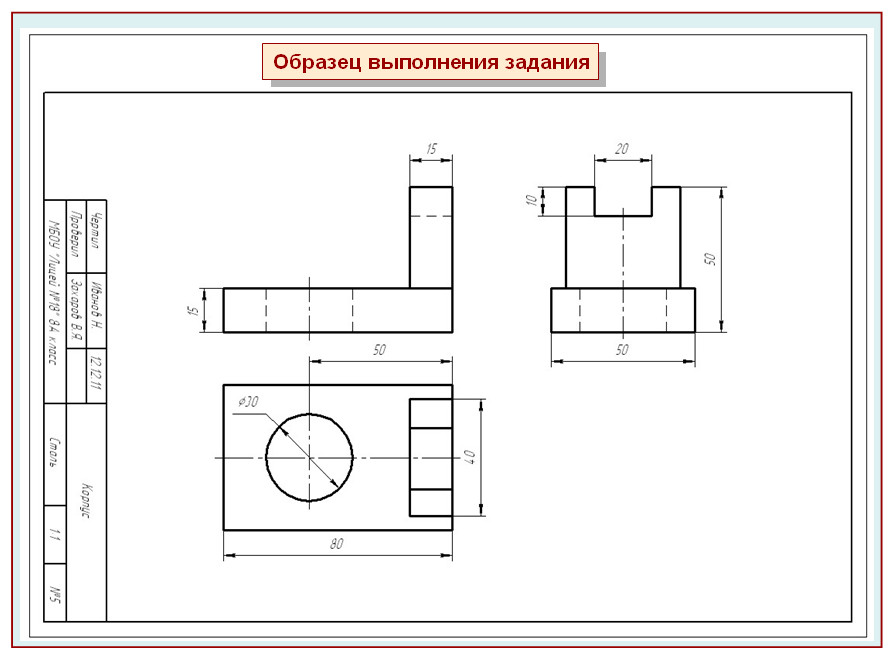 Образец выполнения задания
15
20
10
50
15
50
50
⌀30
40
80
Чертил Иванов Н. 12.12.11
Проверил Захаров В.Я.
МБОУ "Лицей №18" 8А класс
Корпус
Сталь 1:1 №5